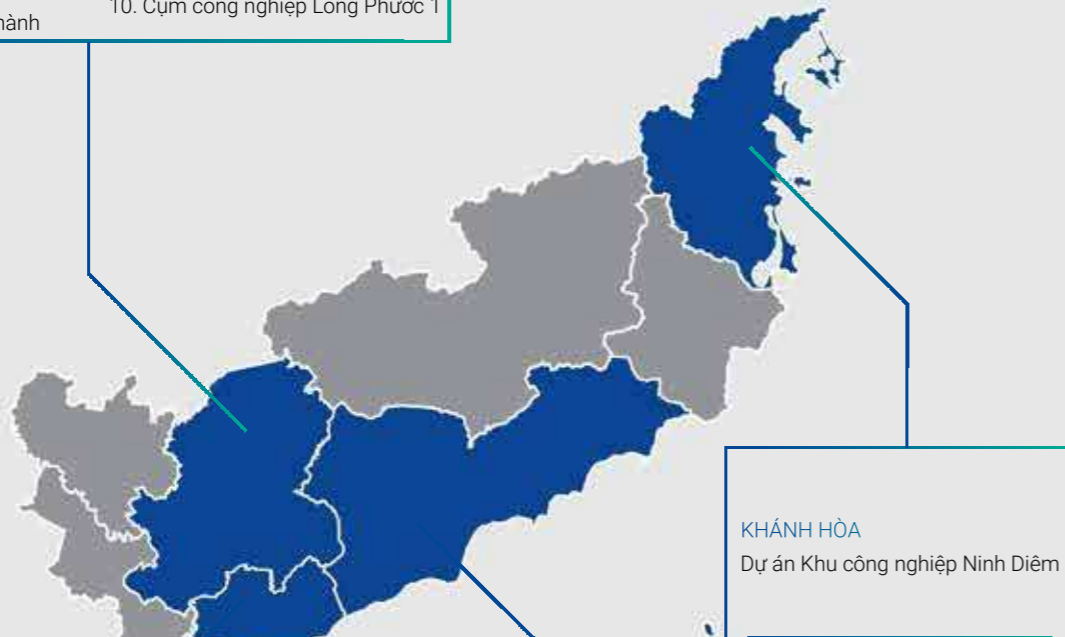 10. Cụm công nghiệp Long Phước 1
hành
KHÁNH HÒA
Dự án Khu công nghiệp Ninh Diêm